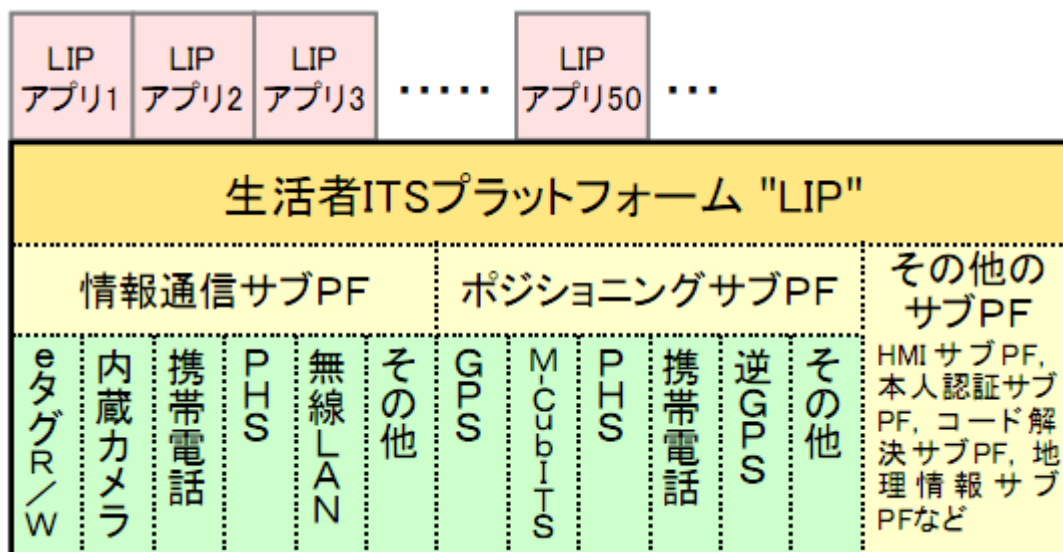 LIP
アプリ1
LIP
アプリ2
LIP
アプリ3
・・・・・
LIP
アプリ50
・・・
生活者ITSプラットフォーム "LIP"
情報通信サブPF
ポジショニングサブPF
その他の
サブPF
eタグR/W
内蔵カメラ
携帯電話
PHS
無線LAN
その他
GPS
M-CubITS
PHS
携帯電話
逆GPS
その他
HMIサブPF,
本人認証サブ
PF, コード解
決サブPF, 地
理情報サブ
PFなど